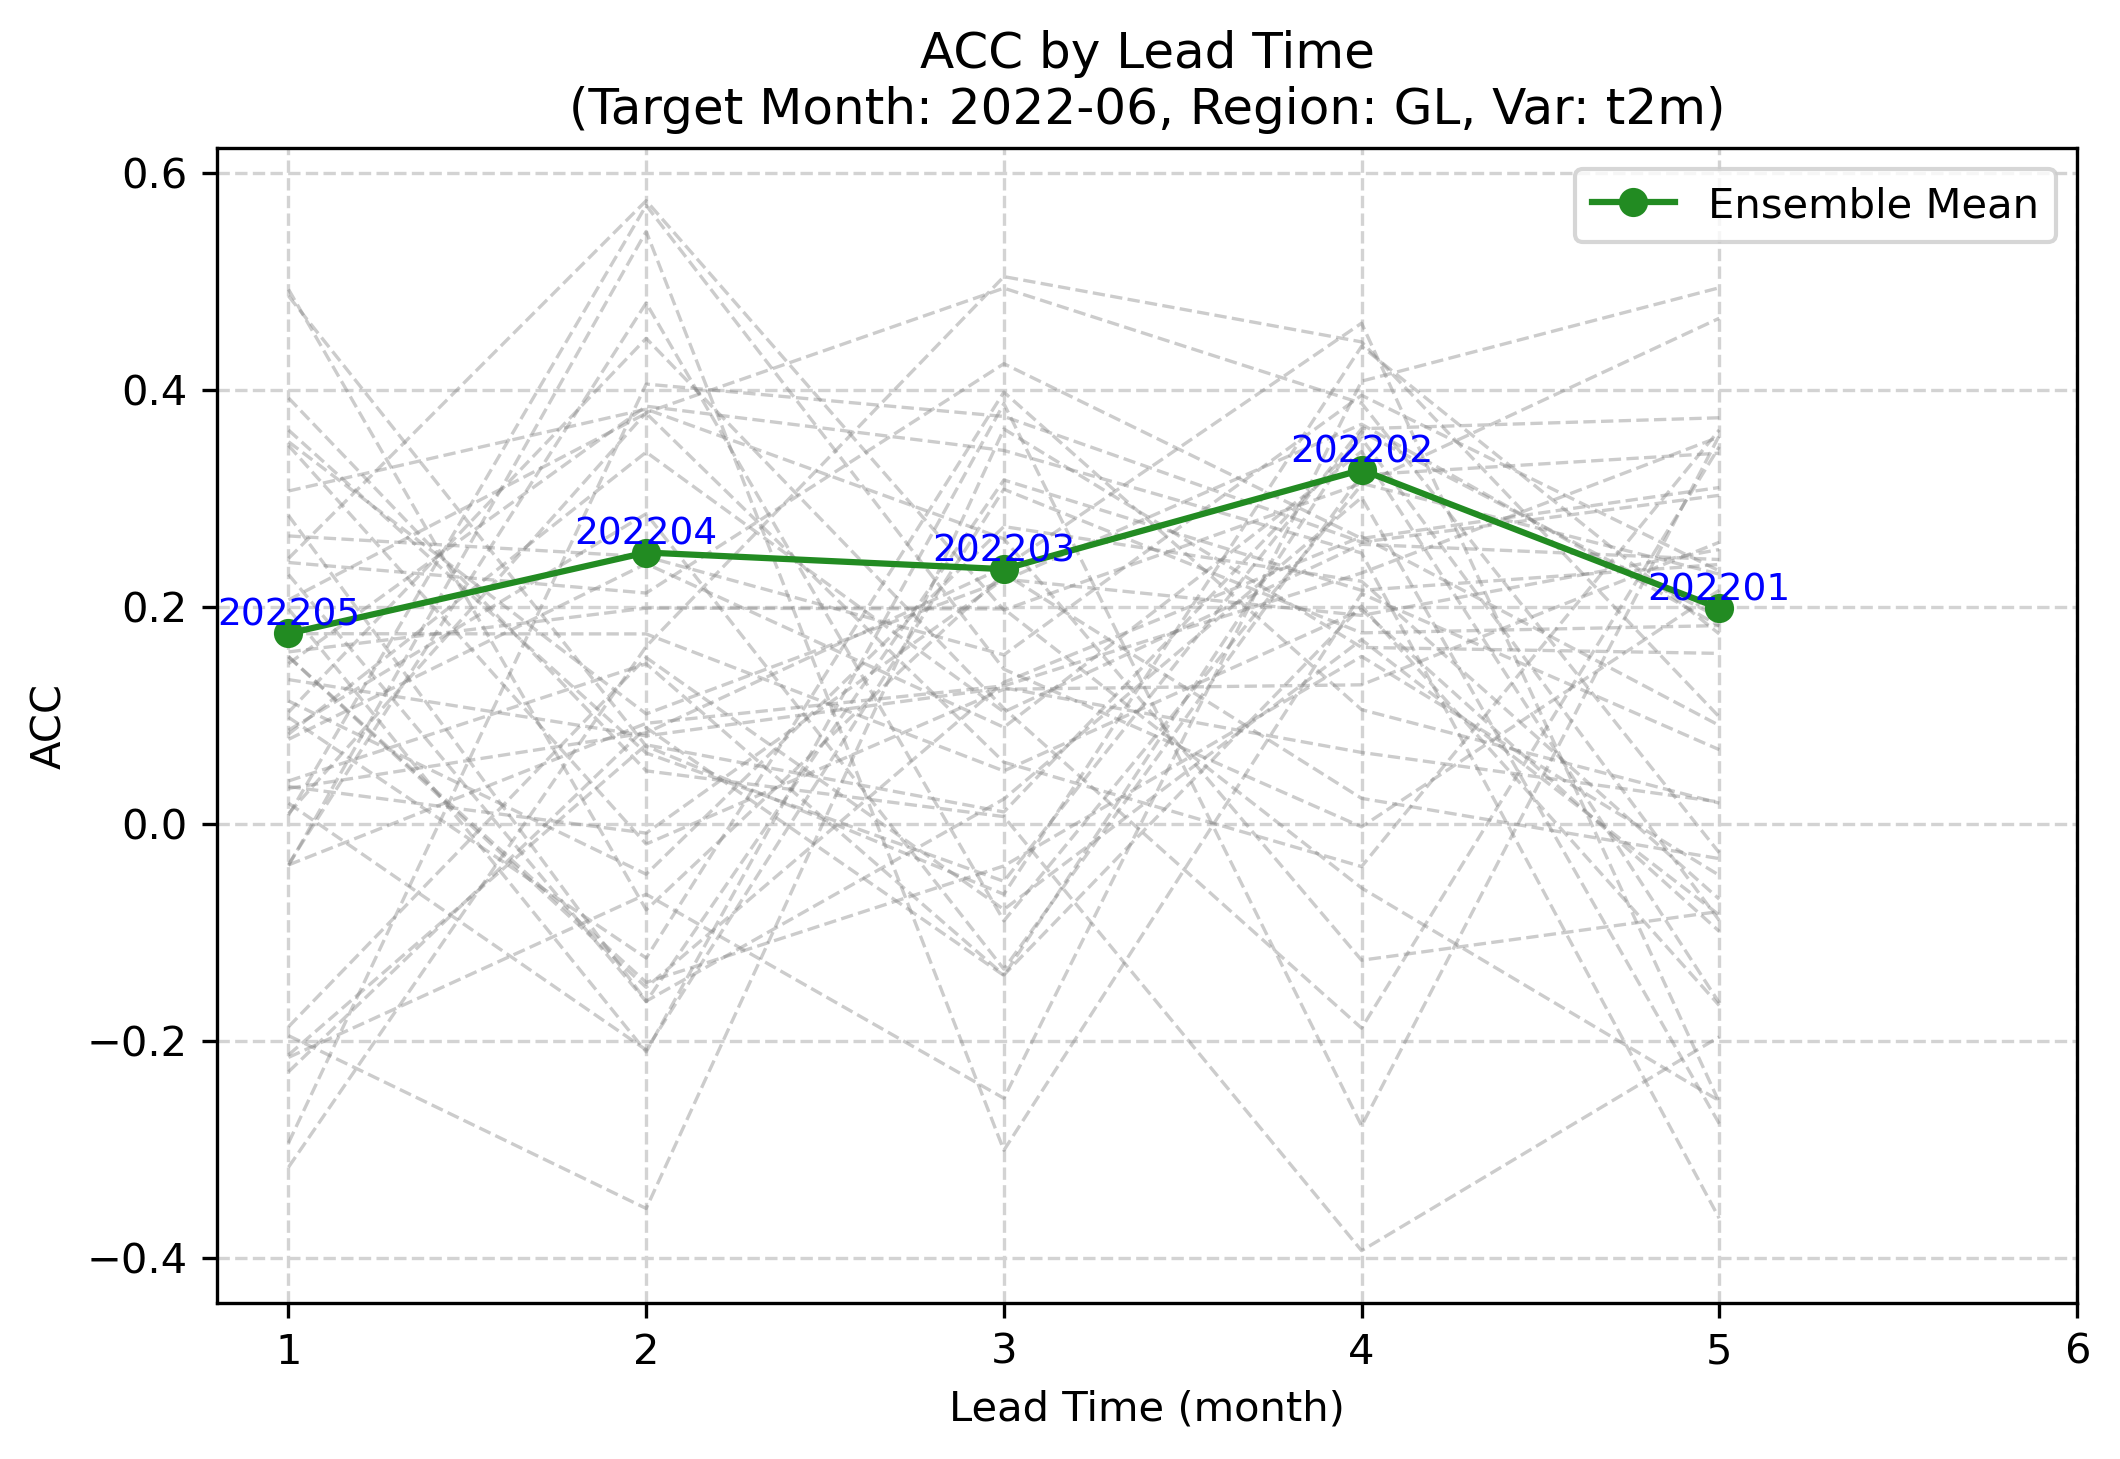 ACC by Lead Time
(Target Month: 2022-06, Region: GL, Var: t2m)
Ensemble Mean
0.6
0.4
0.2
0.0
−0.2
−0.4
ACC
202205
202204
202203
202202
202201
1 2 3 4 5 6
Lead Time (month)